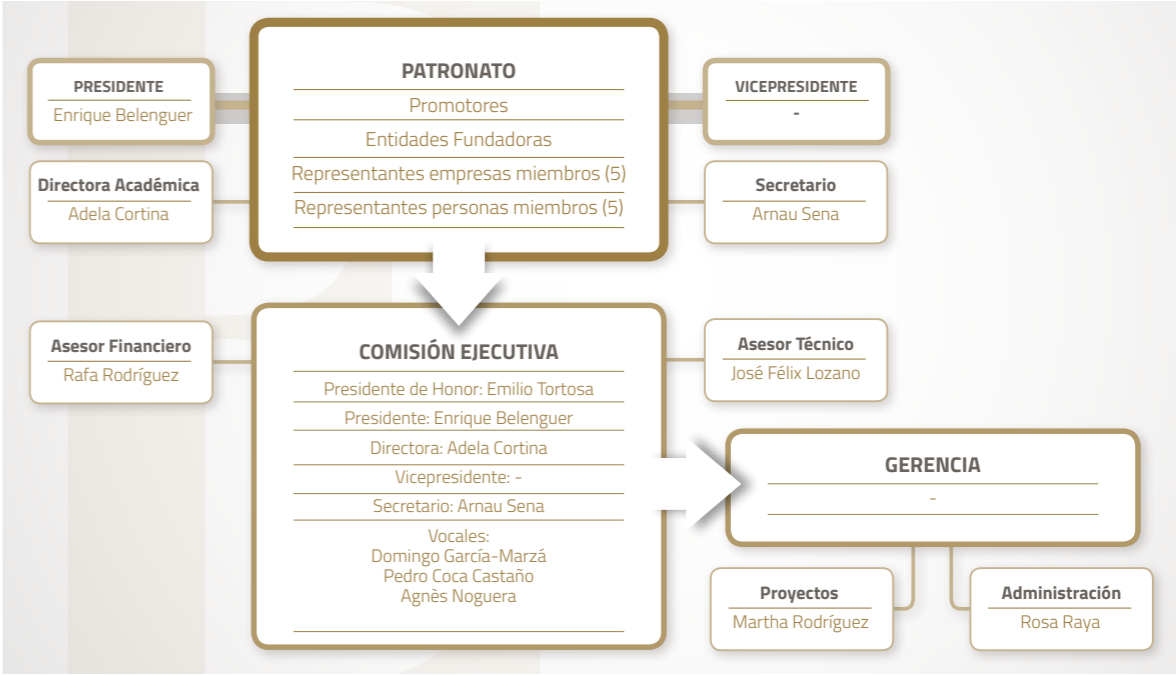 PRESIDENTE
Enrique Belenguer
PATRONATO
Promotores
Entidades Fundadoras
Representantes empresas miembros (5)
Representantes personas miembros (5)
VICEPRESIDENTE
-
Directora Académica
Adela Cortina
Secretario
Arnau Sena
Asesor Financiero
Rafa Rodríguez
COMISIÓN EJECUTIVA
Presidente de Honor: Emilio Tortosa
Presidente: Enrique Belenguer
Directora: Adela Cortina
Vicepresidente: -
Secretario: Arnau Sena
Vocales:
Domingo García-Marzá
Pedro Coca Castaño
Agnès Noguera
Asesor Técnico
José Félix Lozano
GERENCIA
-
Proyectos
Martha Rodríguez
Administración
Rosa Raya